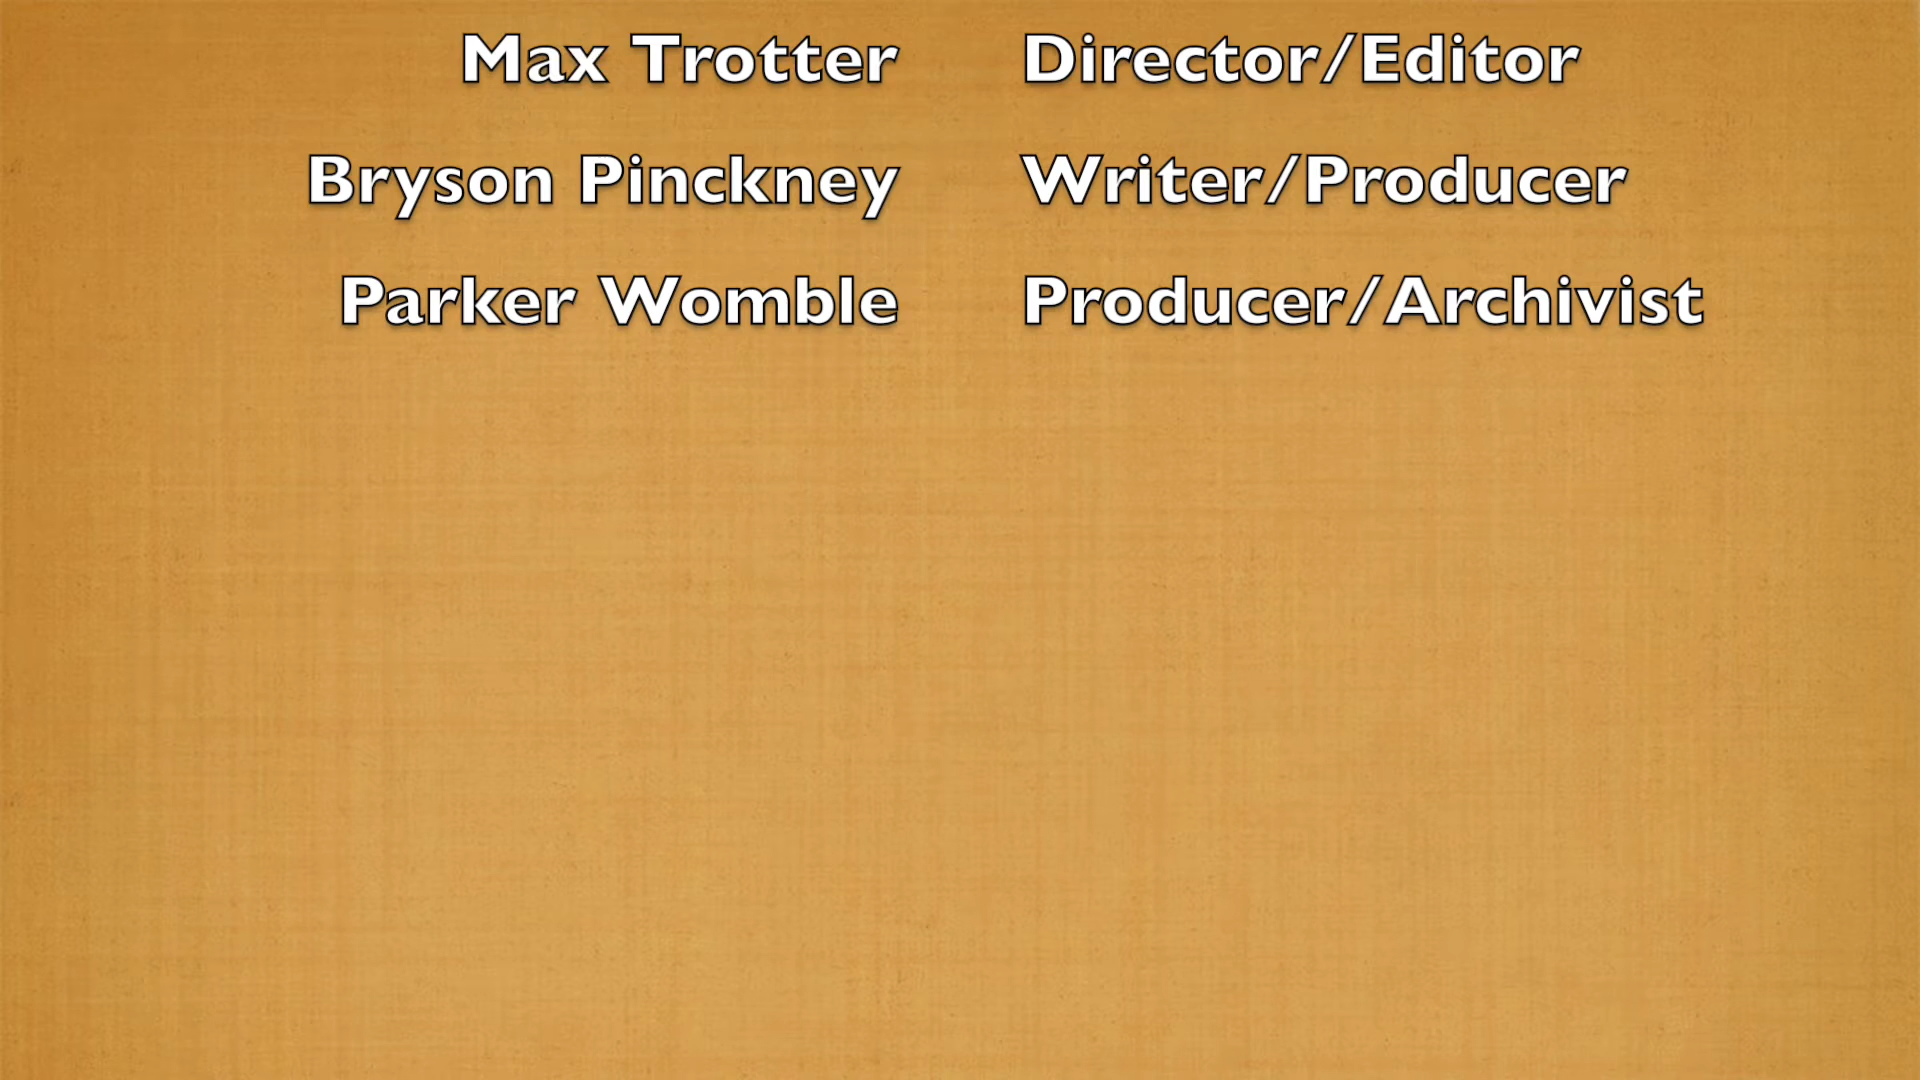 Max Trotter Director/Editor
Bryson Pinckney Writer/Producer
Parker Womble Producer/Archivist